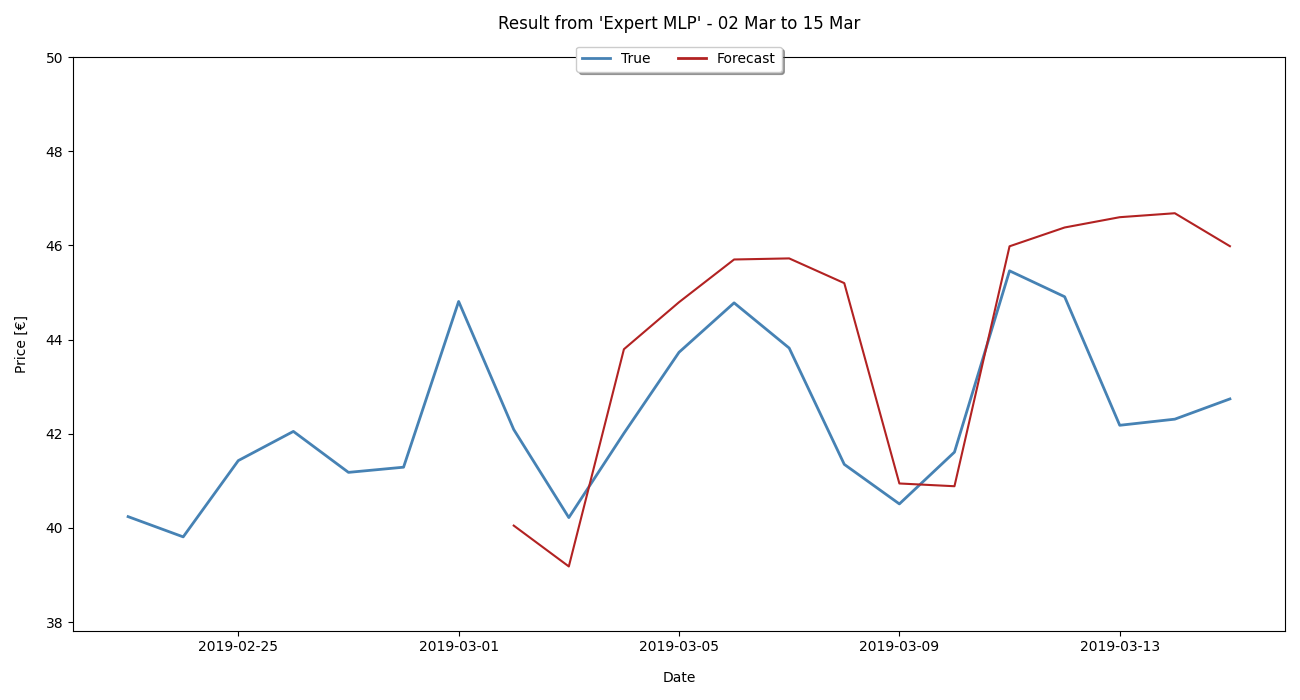 Result from 'Expert MLP' - 02 Mar to 15 Mar
True Forecast
50
48
46
44
42
40
38
Price [€]
2019-02-25 2019-03-01 2019-03-05 2019-03-09 2019-03-13
Date